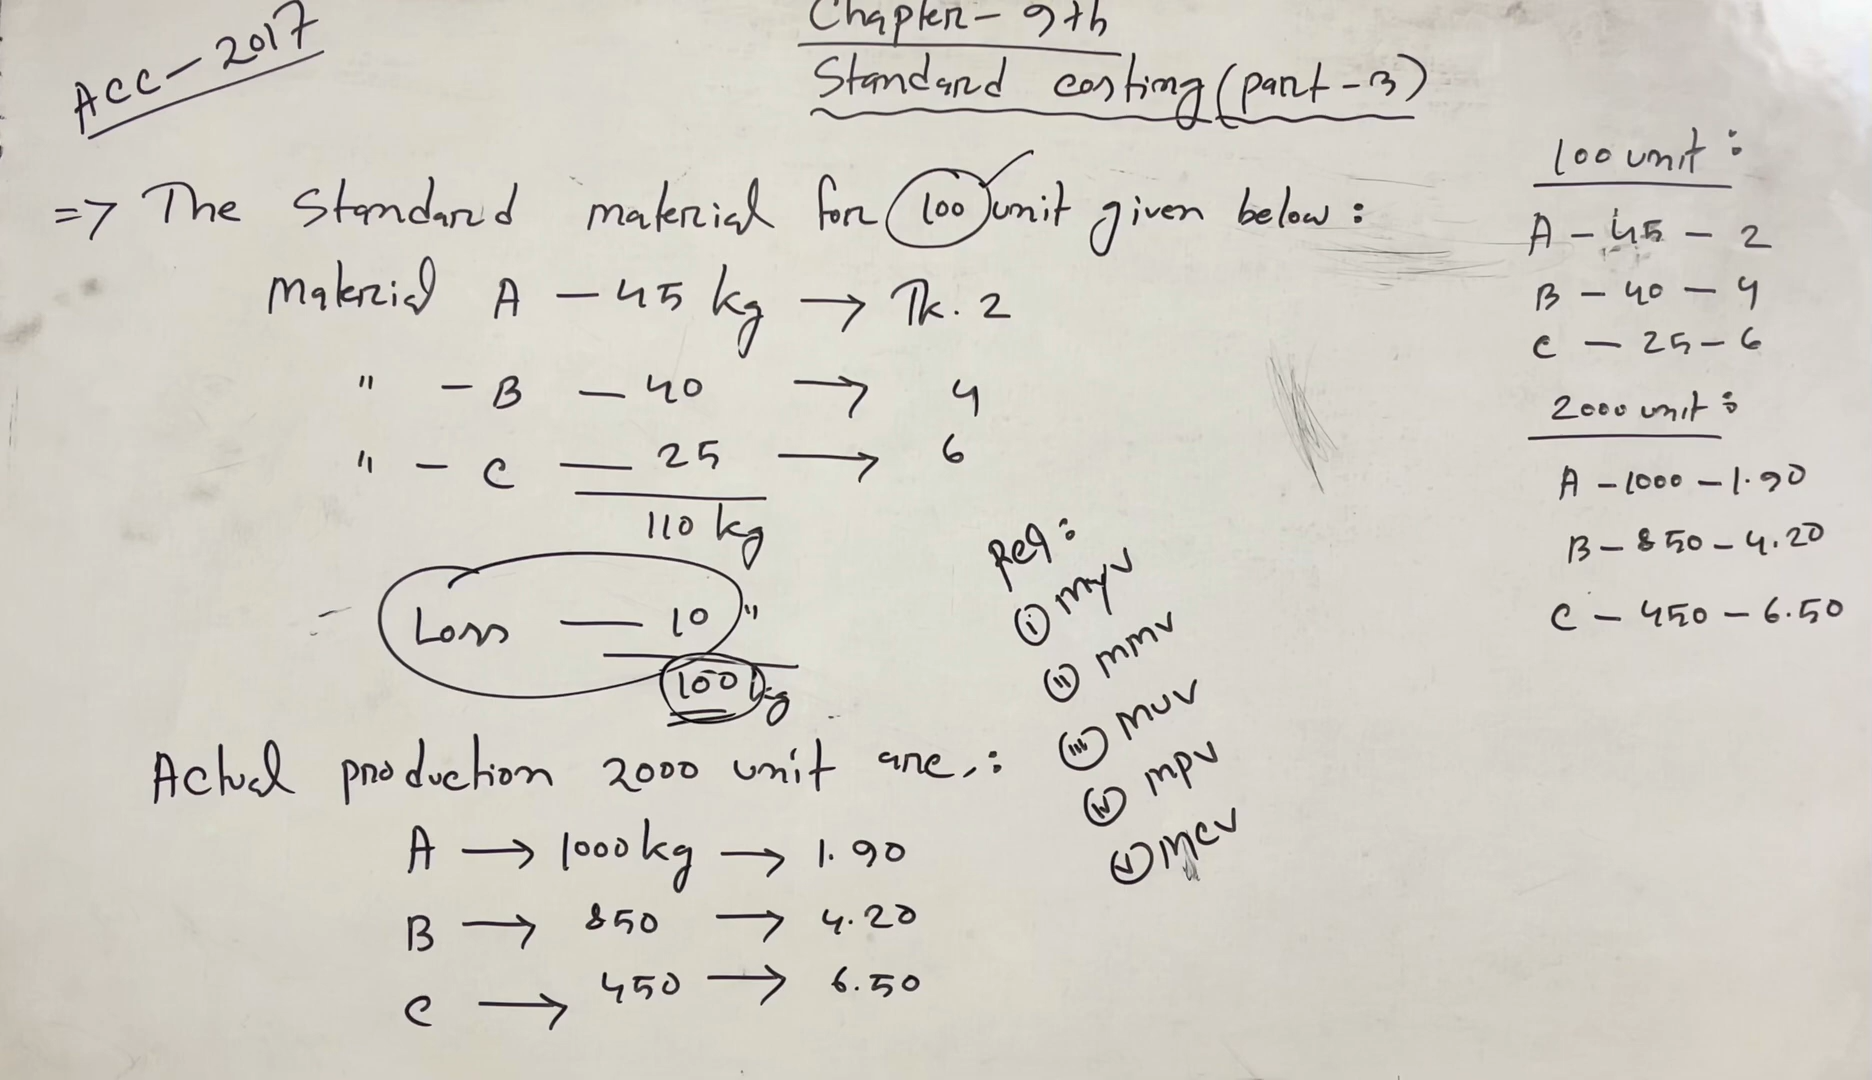 ACC-2017
Chapter-9th
Standard costing (part-3)
=> The Standard material for 100 unit given below:
Material A - 45 kg → Tk. 2
" - B - 40 → 4
" - C - 25 → 6
110 kg
Loss - 10 "
100 kg
Actual production 2000 unit are,:
A → 1000 kg → 1.90
B → 850 → 4.20
C → 450 → 6.50
Req:
(i) MYV
(ii) MMV
(iii) MUV
(iv) MPV
(v) MCV
100 unit:
A - 45 - 2
B - 40 - 4
C - 25 - 6
2000 unit:
A - 1000 - 1.90
B - 850 - 4.20
C - 450 - 6.50